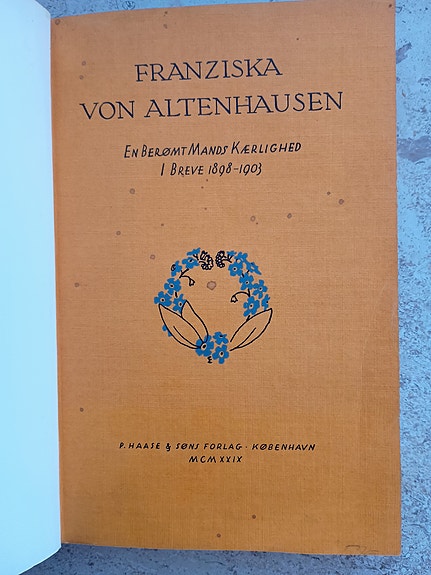 FRANZISKA
VON ALTENHAUSEN
EN BERØMT MANDS KÆRLIGHED
I BREVE 1898-1903
P. HAASE & SØNS FORLAG · KØBENHAVN
MCMXXIX